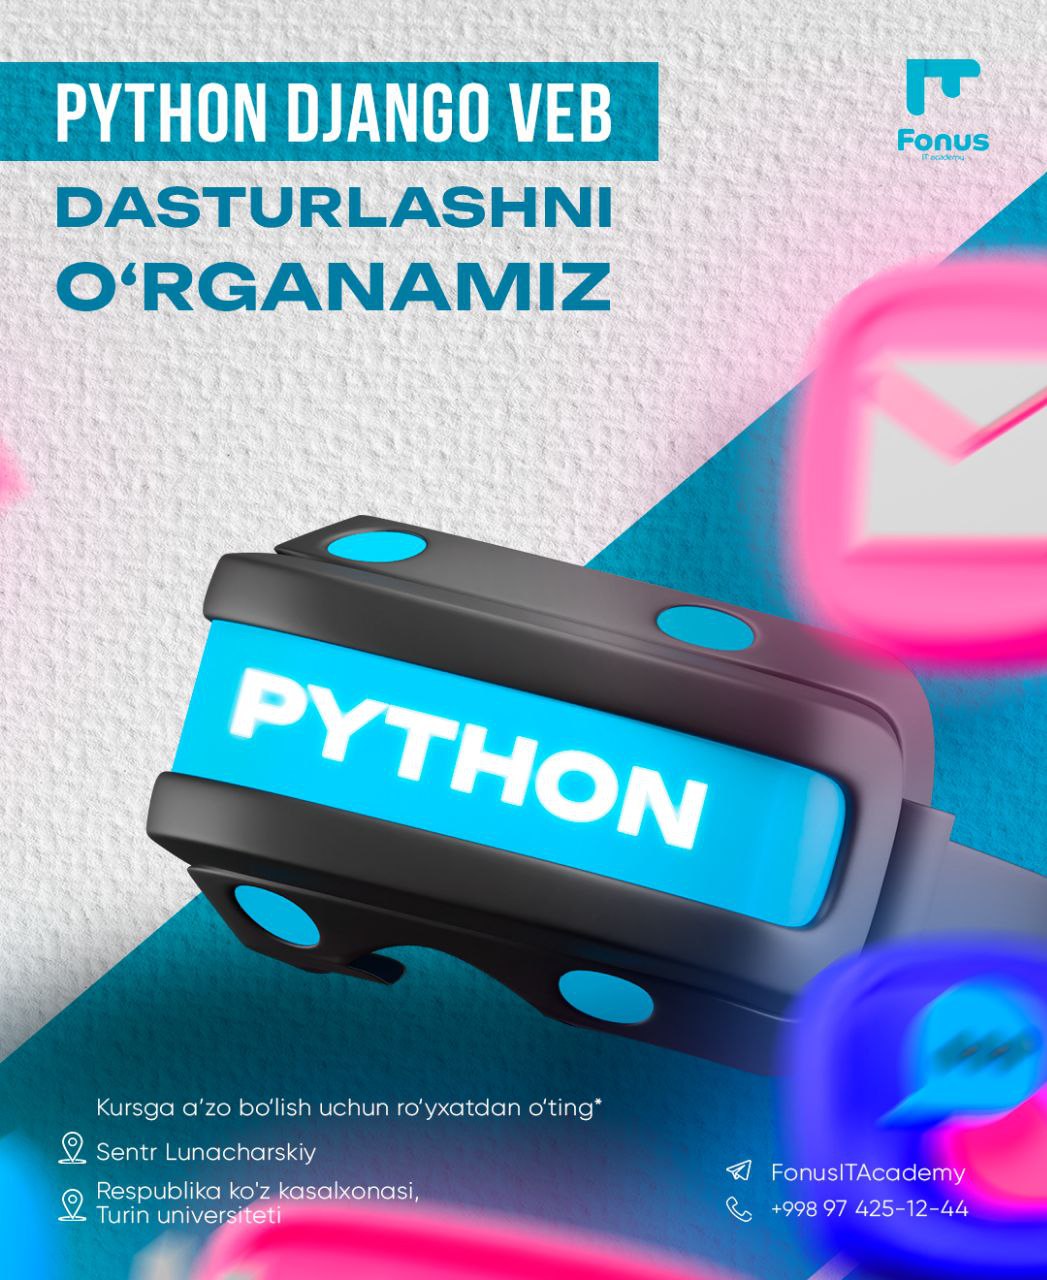 PYTHON DJANGO VEB
DASTURLASHNI
O‘RGANAMIZ
Fonus
IT academy
PYTHON
Kursga a’zo bo‘lish uchun ro‘yxatdan o‘ting*
Sentr Lunacharskiy
Respublika ko'z kasalxonasi,
Turin universiteti
FonusITAcademy
+998 97 425-12-44